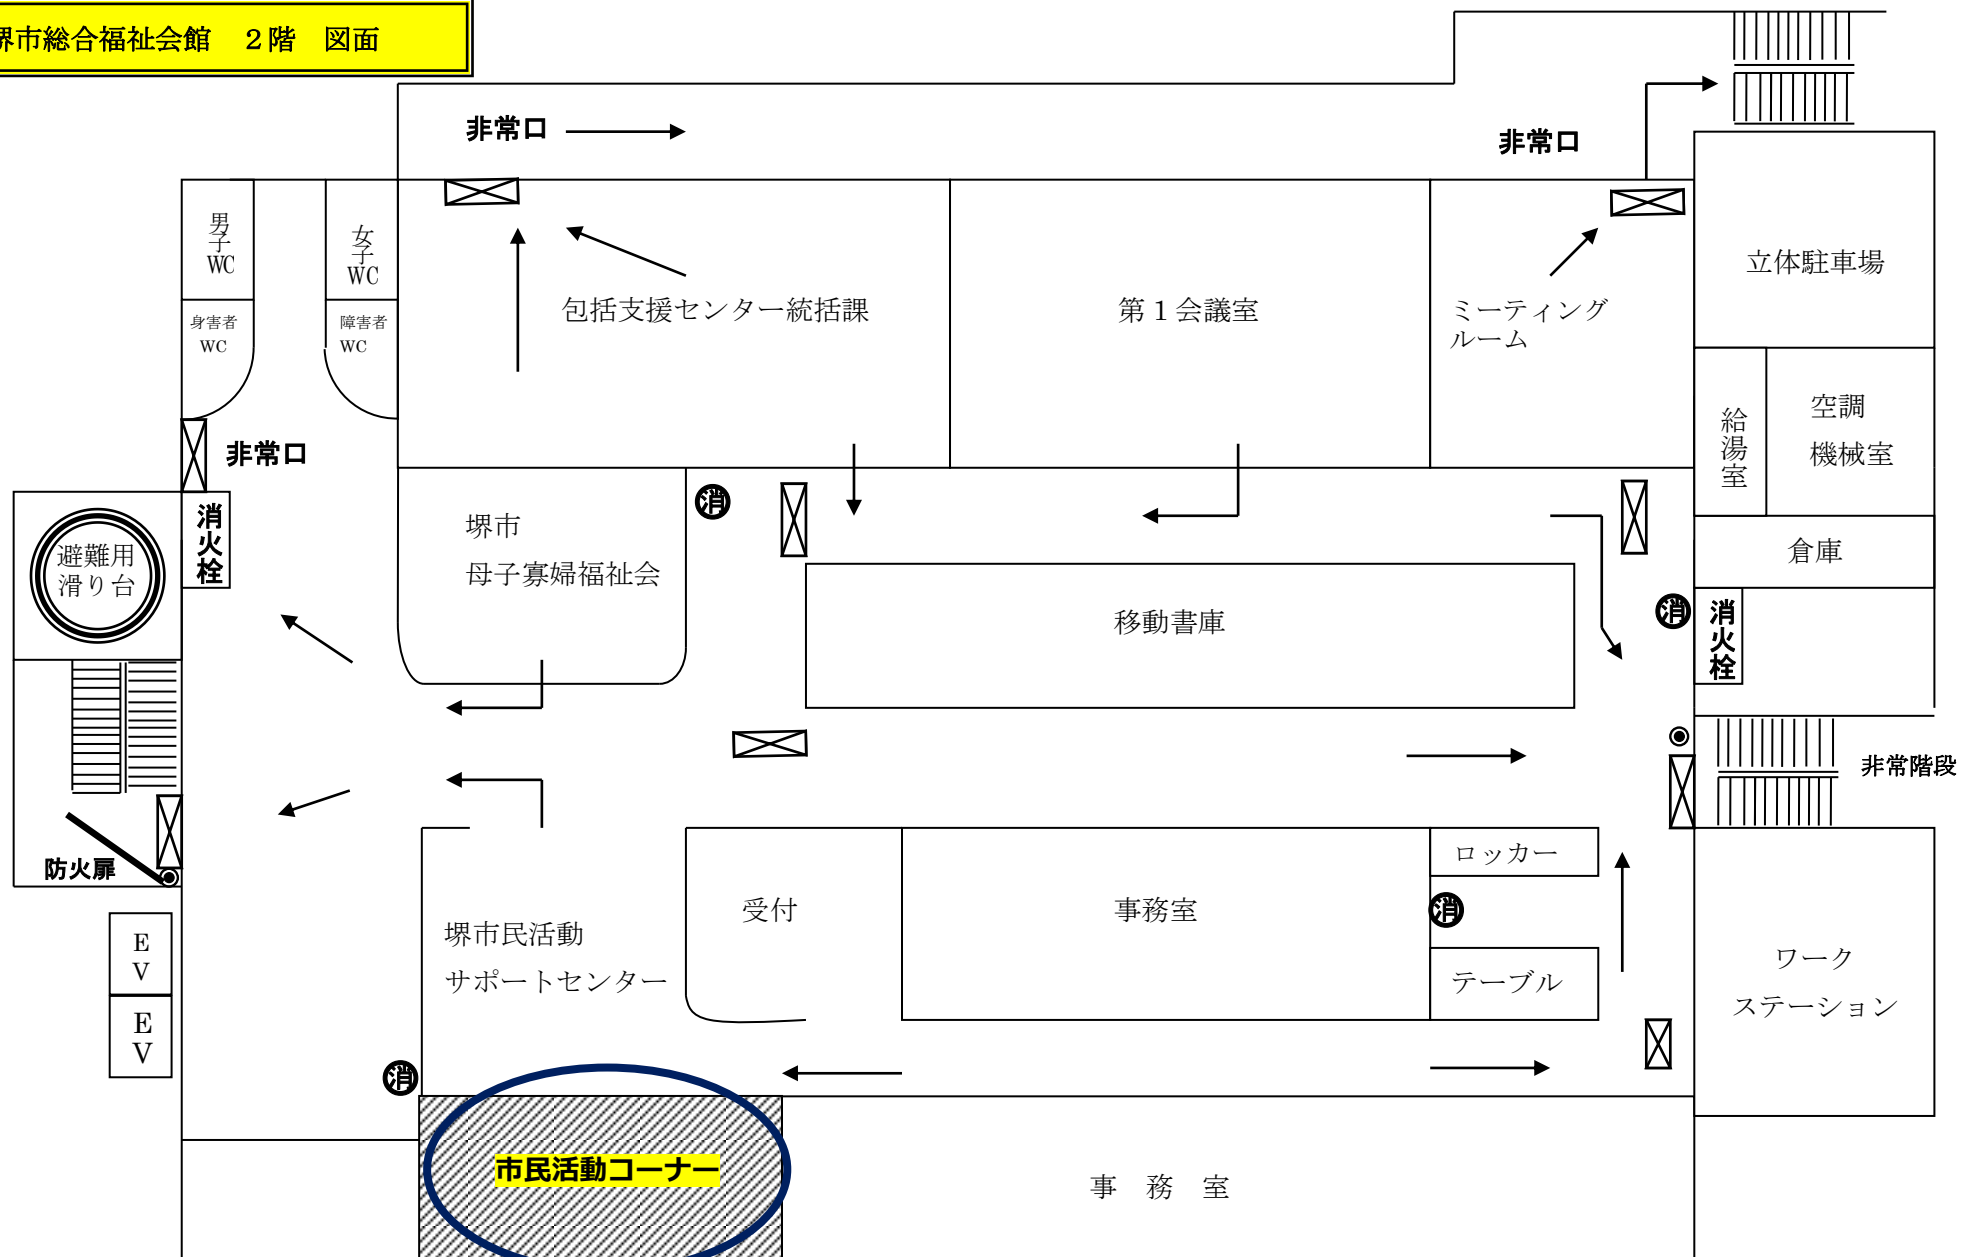 堺市総合福祉会館　２階　図面
非常口
非常口
男子WC
女子WC
身害者
WC
障害者
WC
包括支援センター統括課
第１会議室
ミーティング
ルーム
立体駐車場
給湯室
空調
機械室
非常口
消火栓
避難用
滑り台
堺市
母子寡婦福祉会
消
倉庫
移動書庫
消
消火栓
非常階段
防火扉
EV
EV
堺市民活動
サポートセンター
受付
事務室
ロッカー
消
テーブル
ワーク
ステーション
消
市民活動コーナー
事　務　室